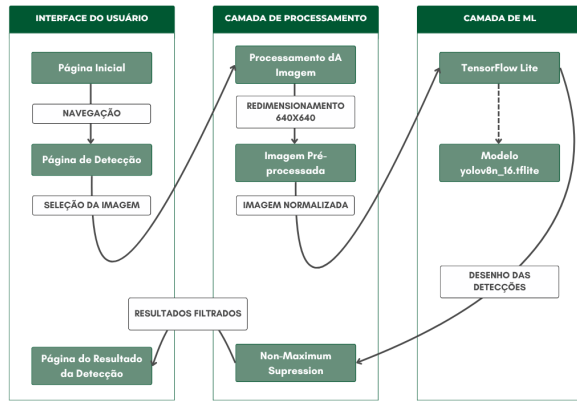 INTERFACE DO USUÁRIO
Página Inicial
NAVEGAÇÃO
Página de Detecção
SELEÇÃO DA IMAGEM
Página do Resultado
da Detecção
CAMADA DE PROCESSAMENTO
Processamento dA
Imagem
REDIMENSIONAMENTO
640X640
Imagem Pré-
processada
IMAGEM NORMALIZADA
RESULTADOS FILTRADOS
Non-Maximum
Supression
CAMADA DE ML
TensorFlow Lite
Modelo
yolov8n_16.tflite
DESENHO DAS
DETECÇÕES